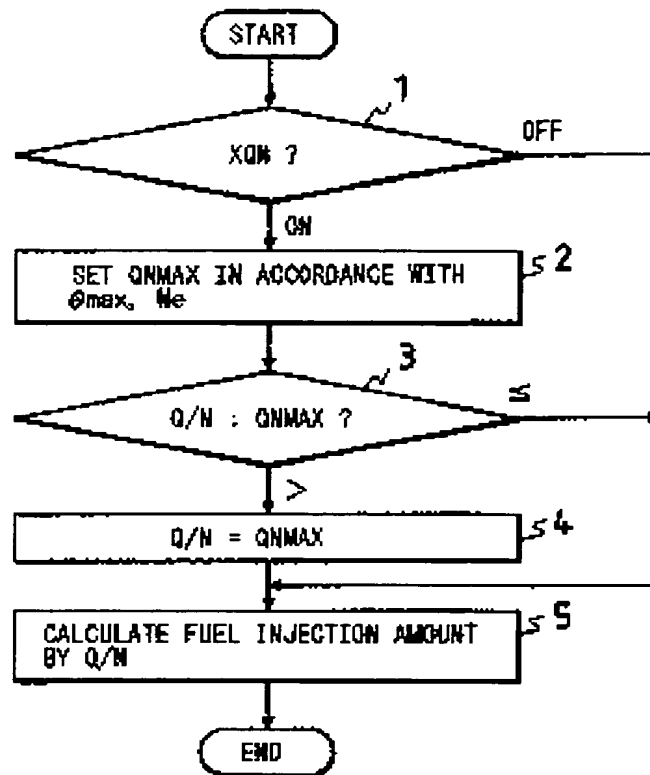 START
1
XQN ?
OFF
ON
SET QNMAX IN ACCORDANCE WITH
θmax, Ne
2
3
Q/N : QNMAX ?
≤
>
Q/N = QNMAX
4
CALCULATE FUEL INJECTION AMOUNT
BY Q/N
5
END